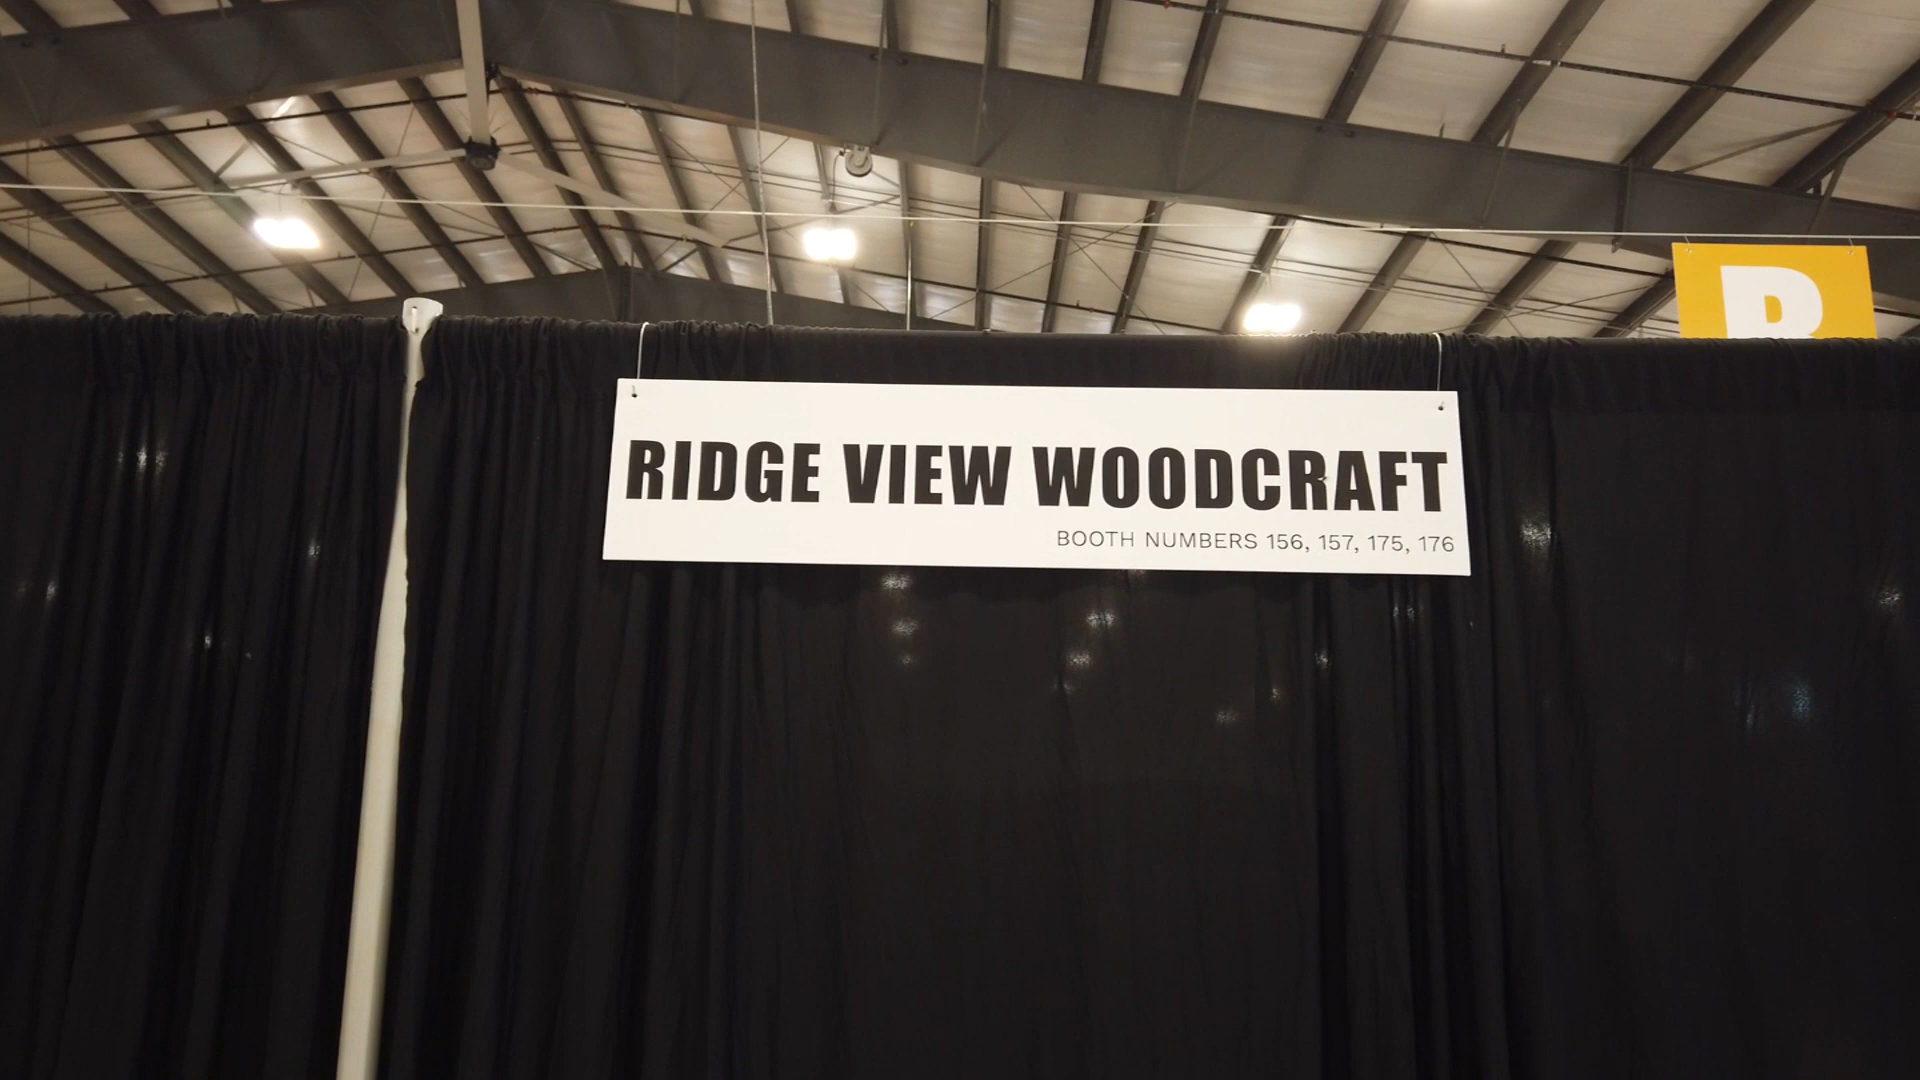 RIDGE VIEW WOODCRAFT
BOOTH NUMBERS 156, 157, 175, 176